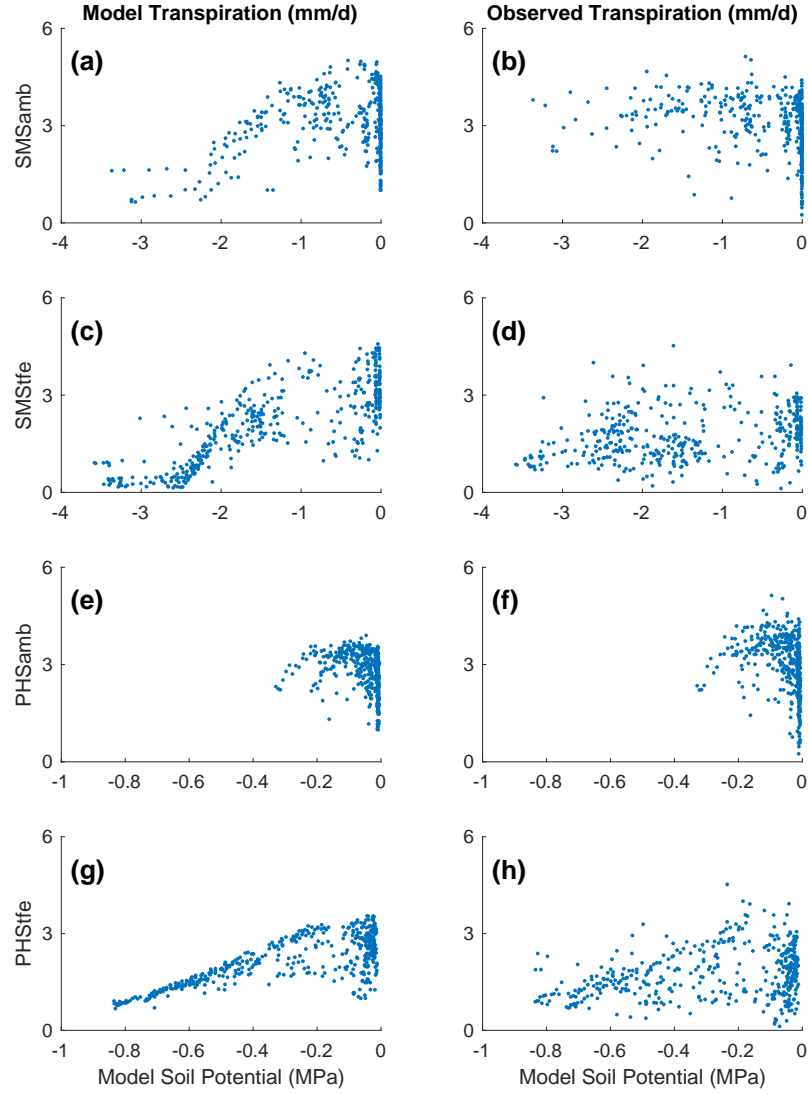 Model Transpiration (mm/d) Observed Transpiration (mm/d)
(a) (b)
SMSamb
6 6
3 3
0 0
-4 -3 -2 -1 0 -4 -3 -2 -1 0
(c) (d)
SMStfe
6 6
3 3
0 0
-4 -3 -2 -1 0 -4 -3 -2 -1 0
(e) (f)
PHSamb
6 6
3 3
0 0
-1 -0.8 -0.6 -0.4 -0.2 0 -1 -0.8 -0.6 -0.4 -0.2 0
(g) (h)
PHStfe
6 6
3 3
0 0
-1 -0.8 -0.6 -0.4 -0.2 0 -1 -0.8 -0.6 -0.4 -0.2 0
Model Soil Potential (MPa) Model Soil Potential (MPa)